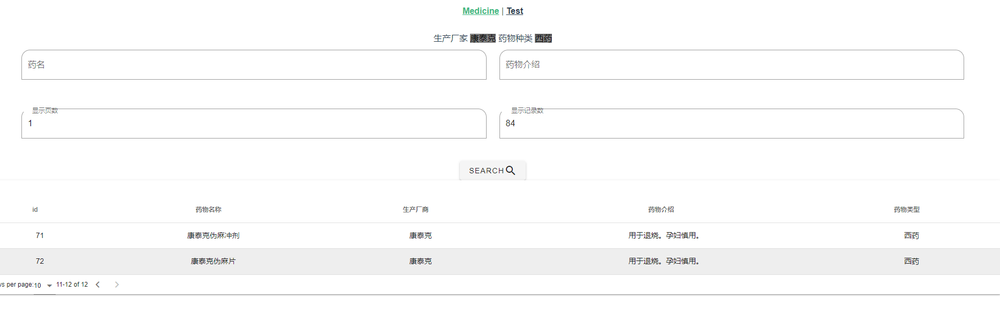 Medicine | Test
生产厂家 康泰克 药物种类 西药
药名 药物介绍
显示页数 显示记录数
1 84
SEARCH
id 药物名称 生产厂商 药物介绍 药物类型
71 康泰克伪麻冲剂 康泰克 用于退烧。孕妇慎用。 西药
72 康泰克伪麻片 康泰克 用于退烧。孕妇慎用。 西药
vs per page: 10 11-12 of 12